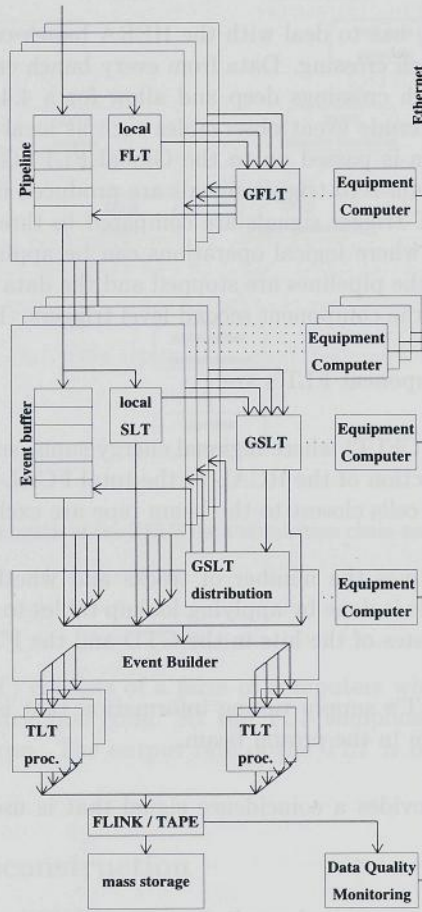 Ethernet
Pipeline
local
FLT
GFLT
Equipment
Computer
Equipment
Computer
Event buffer
local
SLT
GSLT
Equipment
Computer
GSLT
distribution
Equipment
Computer
Event Builder
TLT
proc.
TLT
proc.
FLINK / TAPE
mass storage
Data Quality
Monitoring